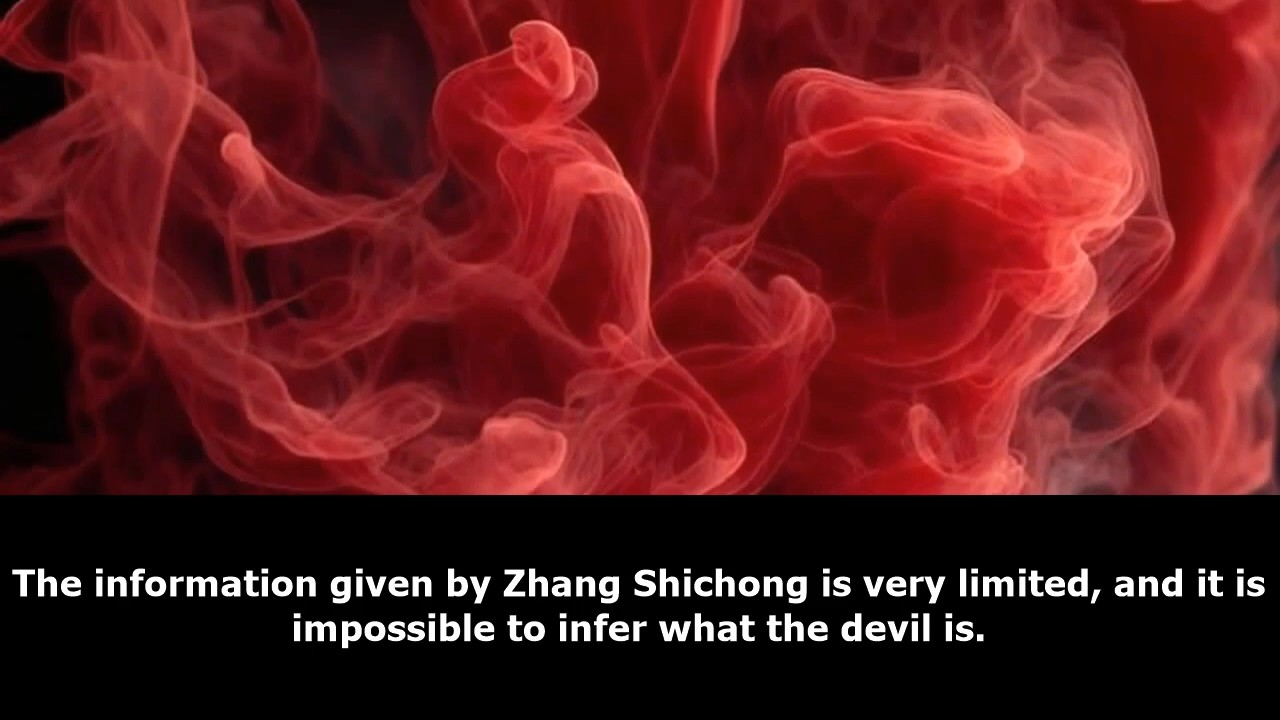 The information given by Zhang Shichong is very limited, and it is
impossible to infer what the devil is.